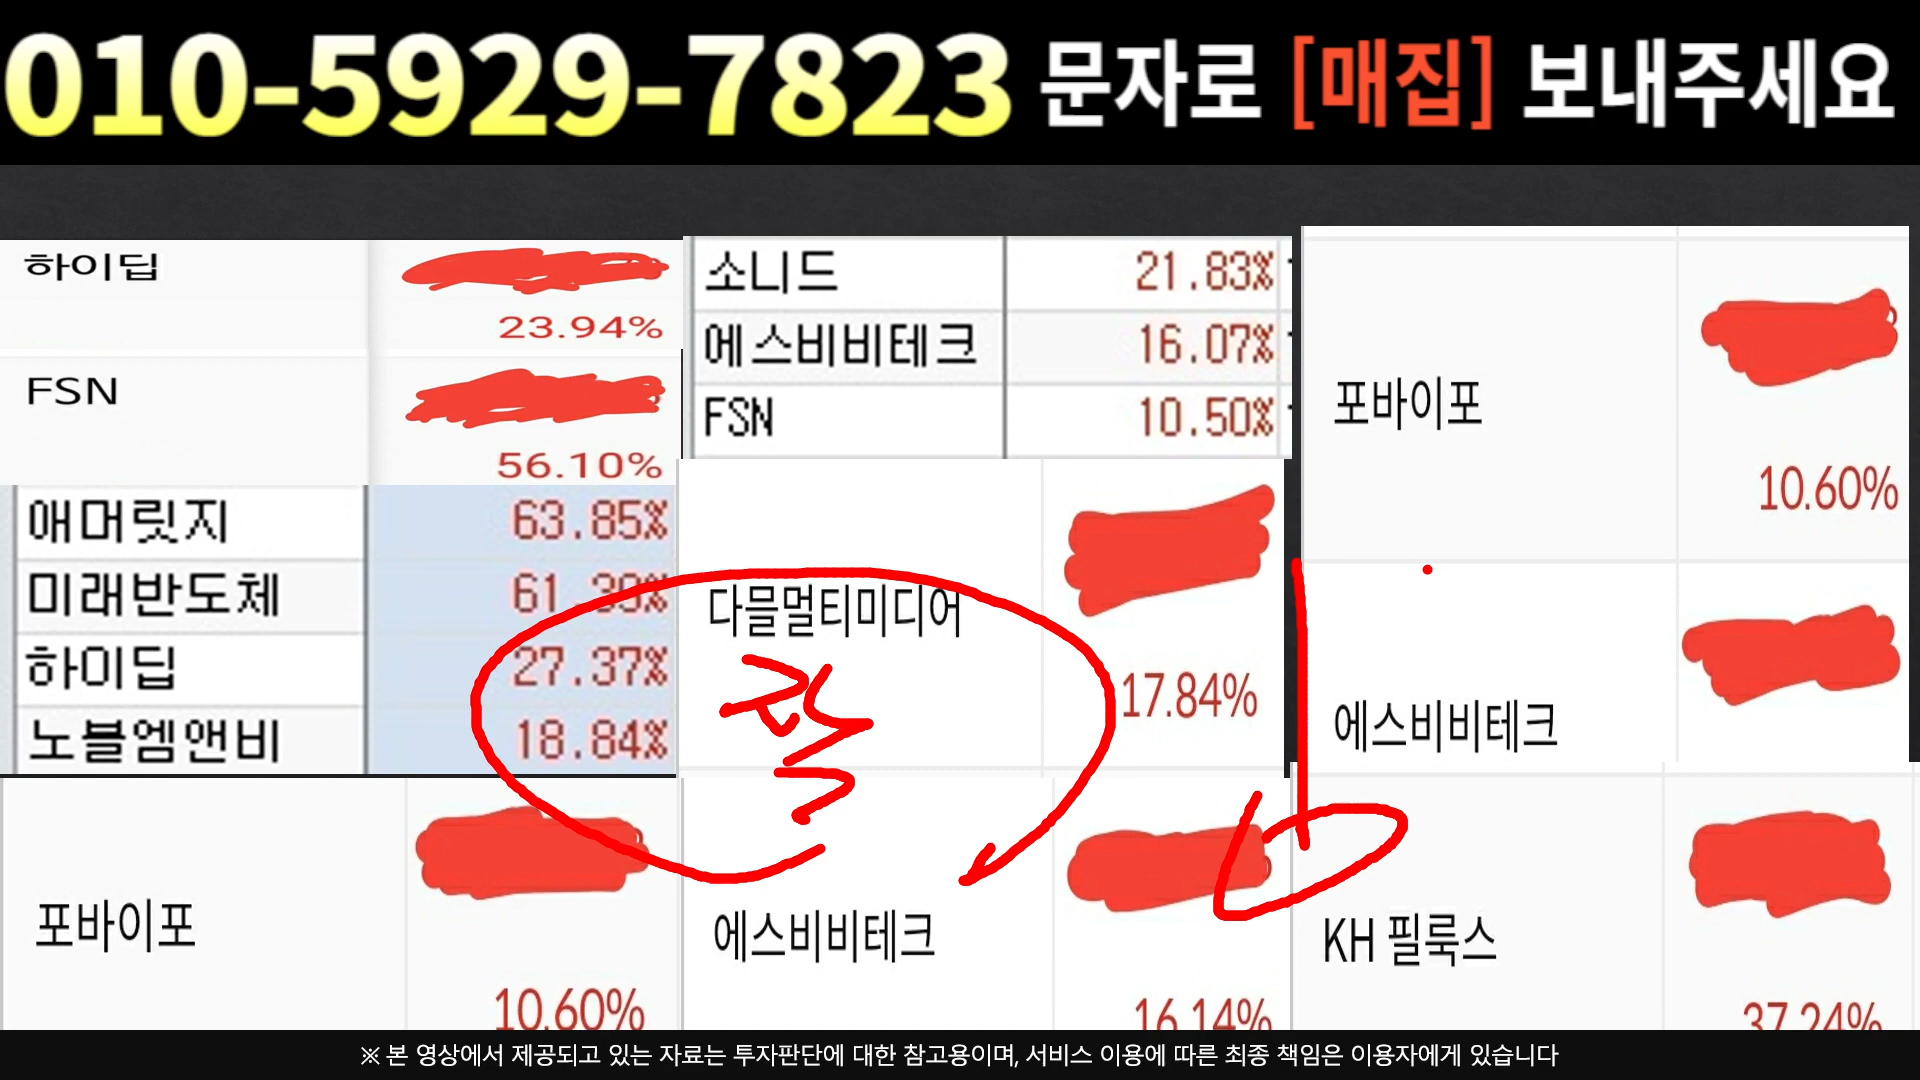 010-5929-7823 문자로 [매집] 보내주세요
하이딥
23.94%
FSN
56.10%
애머릿지 63.85%
미래반도체 61.39%
하이딥 27.37%
노블엠앤비 18.84%
소니드 21.83%
에스비비테크 16.07%
FSN 10.50%
다믈멀티미디어
17.84%
포바이포
10.60%
에스비비테크
포바이포
10.60%
에스비비테크
16.14%
KH 필룩스
37.24%
※ 본 영상에서 제공되고 있는 자료는 투자판단에 대한 참고용이며, 서비스 이용에 따른 최종 책임은 이용자에게 있습니다